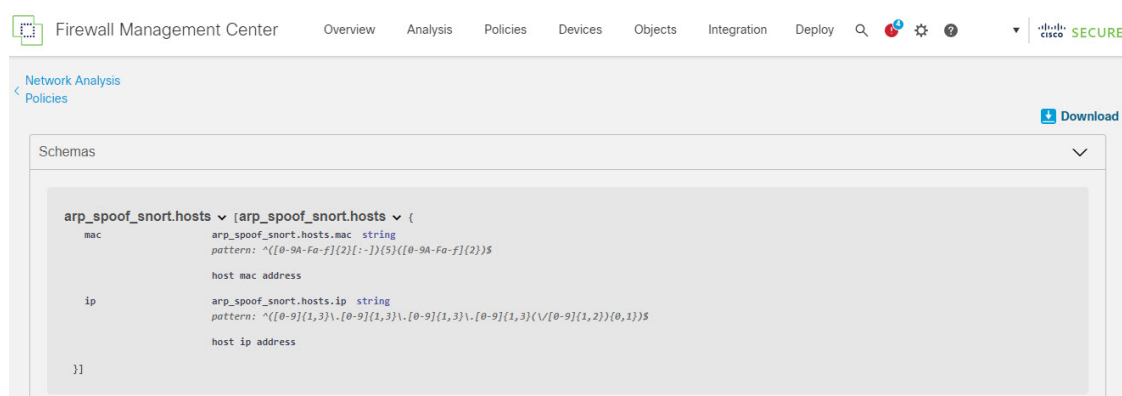 Firewall Management Center Overview Analysis Policies Devices Objects Integration Deploy 4 ? cisco SECURE
Network Analysis
Policies
Download
Schemas
arp_spoof_snort.hosts [arp_spoof_snort.hosts {
mac arp_spoof_snort.hosts.mac string
pattern: ^([0-9A-Fa-f]{2}[:-]){5}([0-9A-Fa-f]{2})$
host mac address
ip arp_spoof_snort.hosts.ip string
pattern: ^([0-9]{1,3}\.[0-9]{1,3}\.[0-9]{1,3}\.[0-9]{1,3}(\/[0-9]{1,2}){0,1})$
host ip address
}]